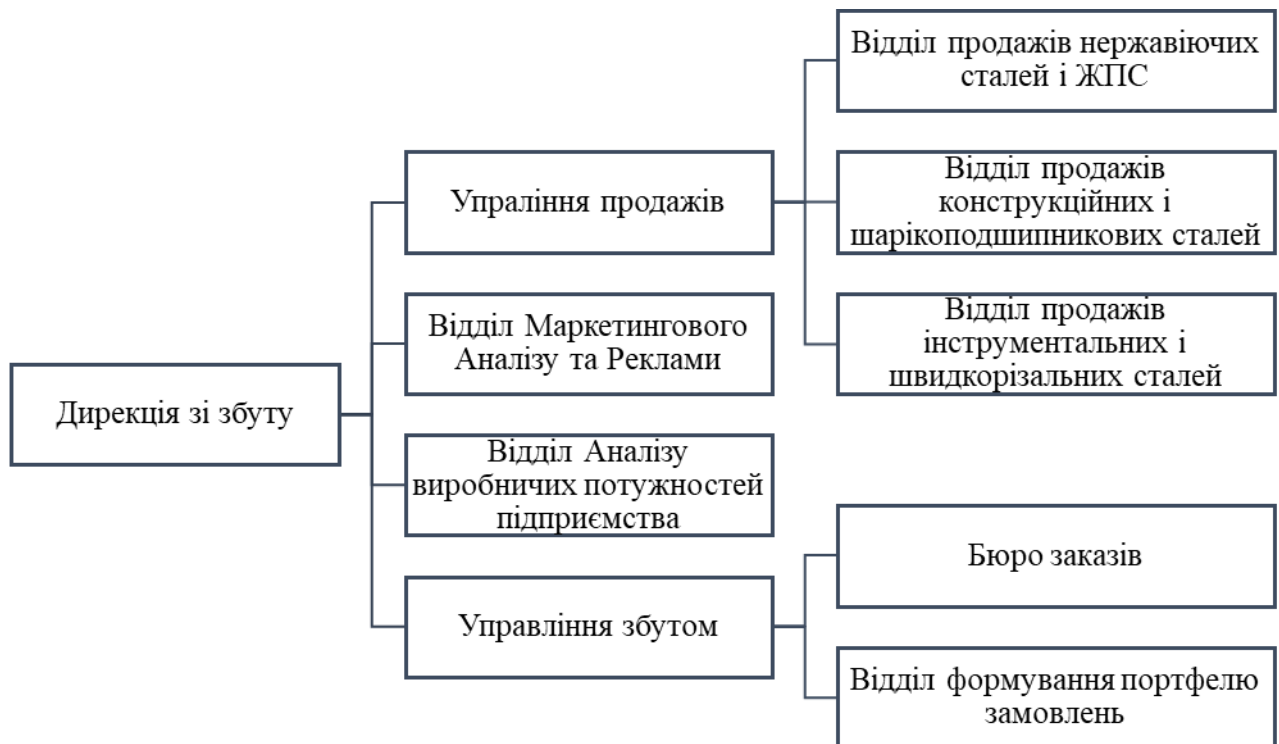 Дирекція зі збуту
Упраління продажів
Відділ Маркетингового
Аналізу та Реклами
Відділ Аналізу
виробничих потужностей
підприємства
Управління збутом
Відділ продажів нержавіючих
сталей і ЖПС
Відділ продажів
конструкційних і
шарікоподшипникових сталей
Відділ продажів
інструментальних і
швидкорізальних сталей
Бюро заказів
Відділ формування портфелю
замовлень